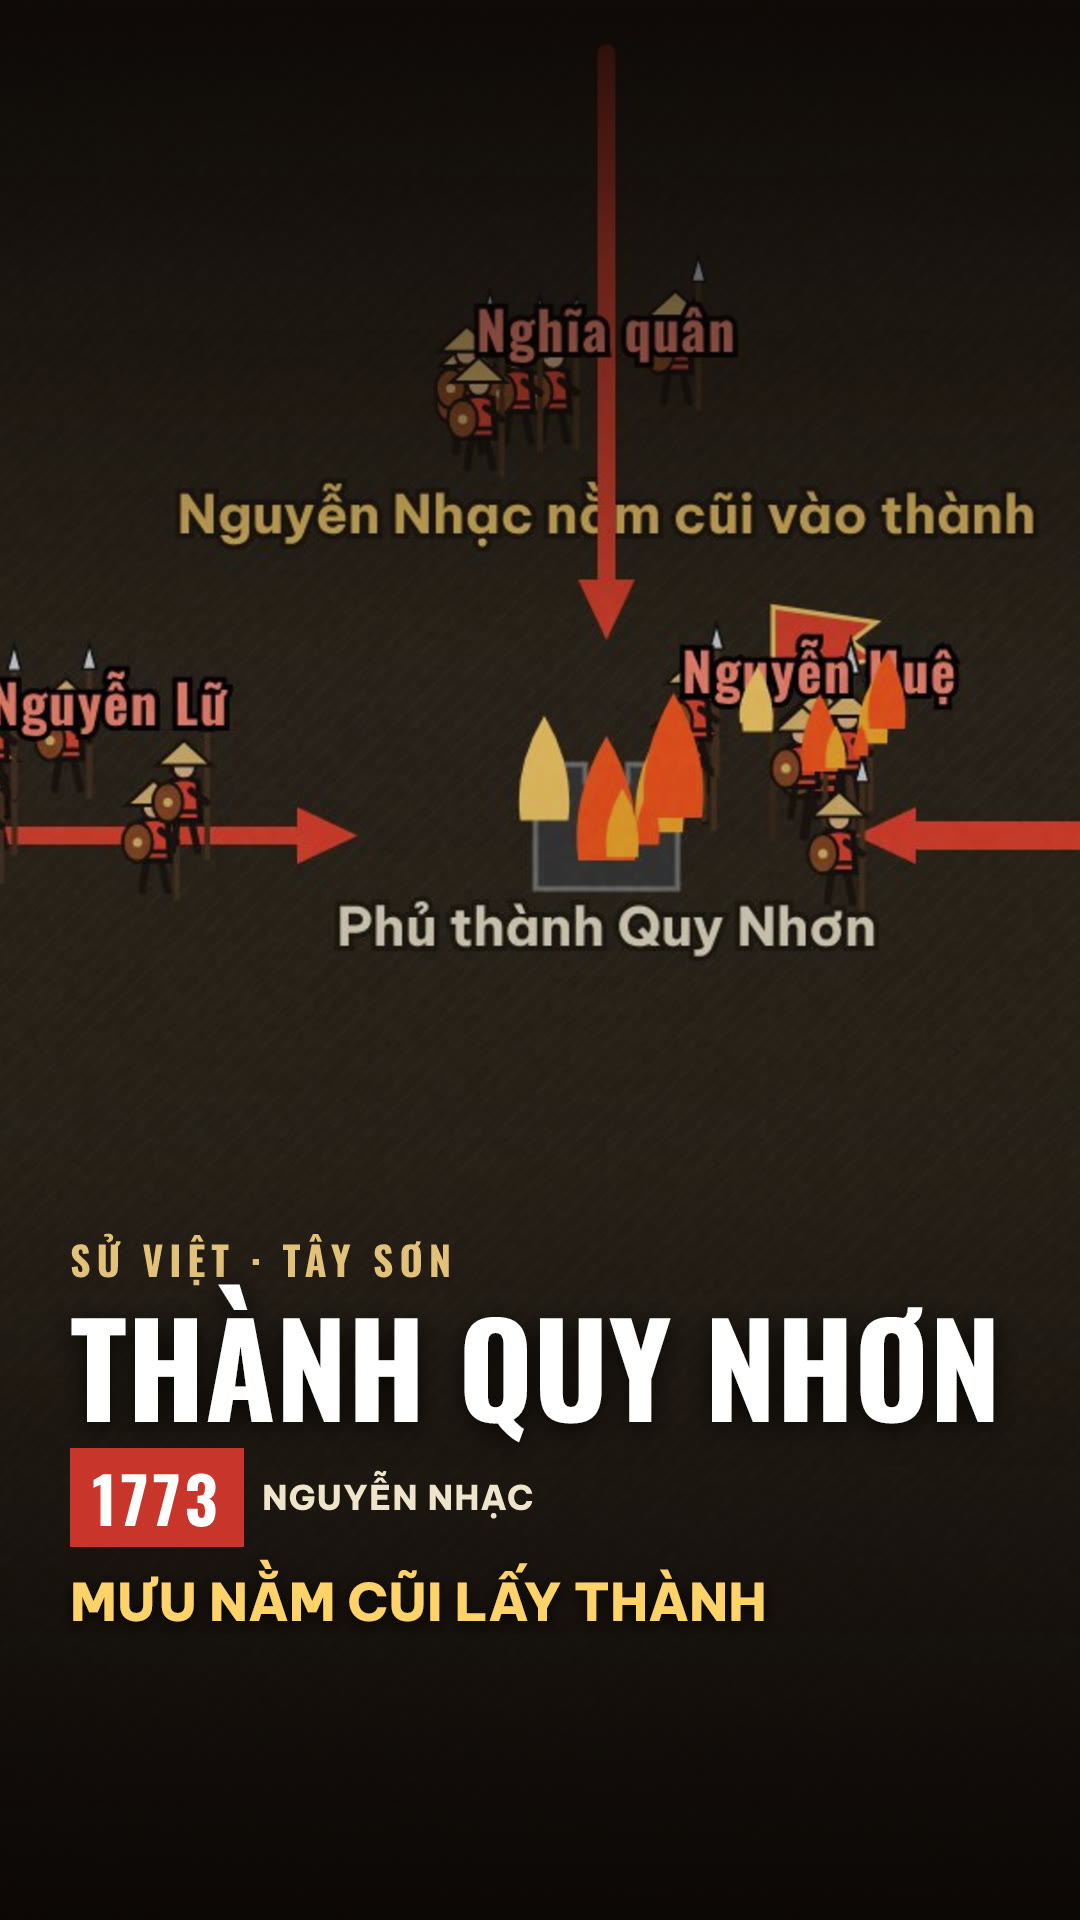 Nghĩa quân
Nguyễn Nhạc nằm cũi vào thành
Nguyễn Huệ
Nguyễn Lữ
Phủ thành Quy Nhơn
SỬ VIỆT · TÂY SƠN
THÀNH QUY NHƠN
1773 NGUYỄN NHẠC
MƯU NẰM CŨI LẤY THÀNH